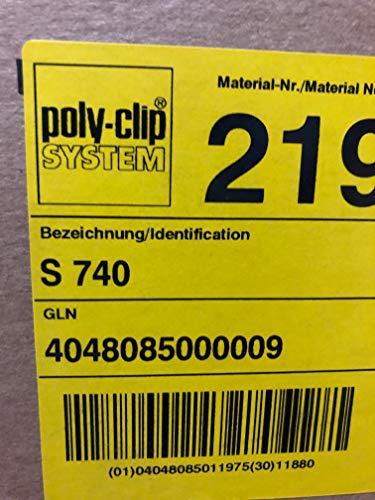 poly-clip®
SYSTEM
Material-Nr./Material
219
Bezeichnung/Identification
S 740
GLN
4048085000009
(01)04048085011975(30)11880